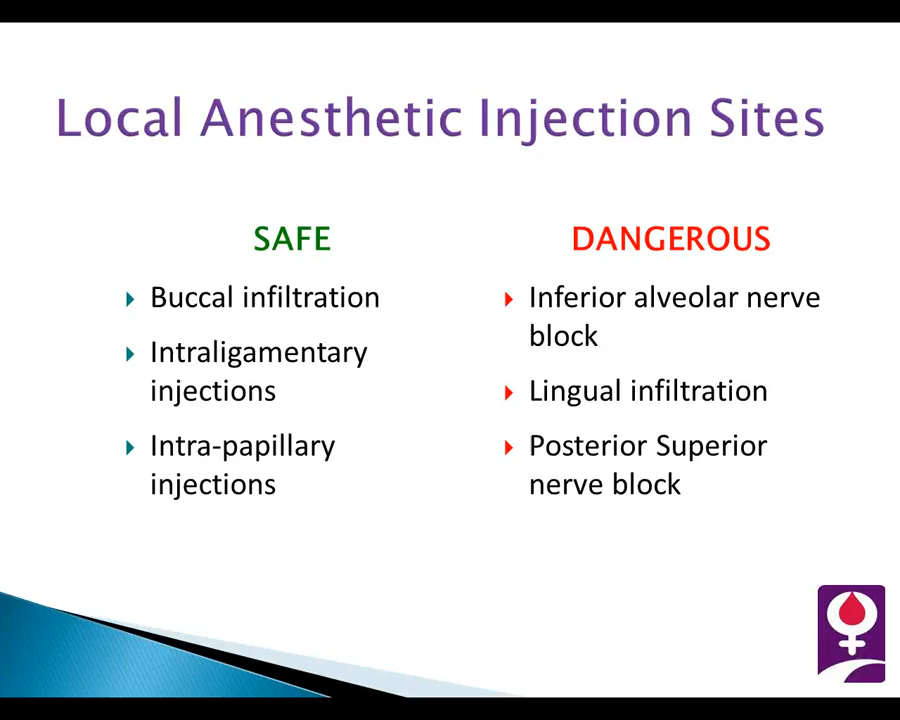 Local Anesthetic Injection Sites
SAFE
Buccal infiltration
Intraligamentary
injections
Intra-papillary
injections
DANGEROUS
Inferior alveolar nerve
block
Lingual infiltration
Posterior Superior
nerve block